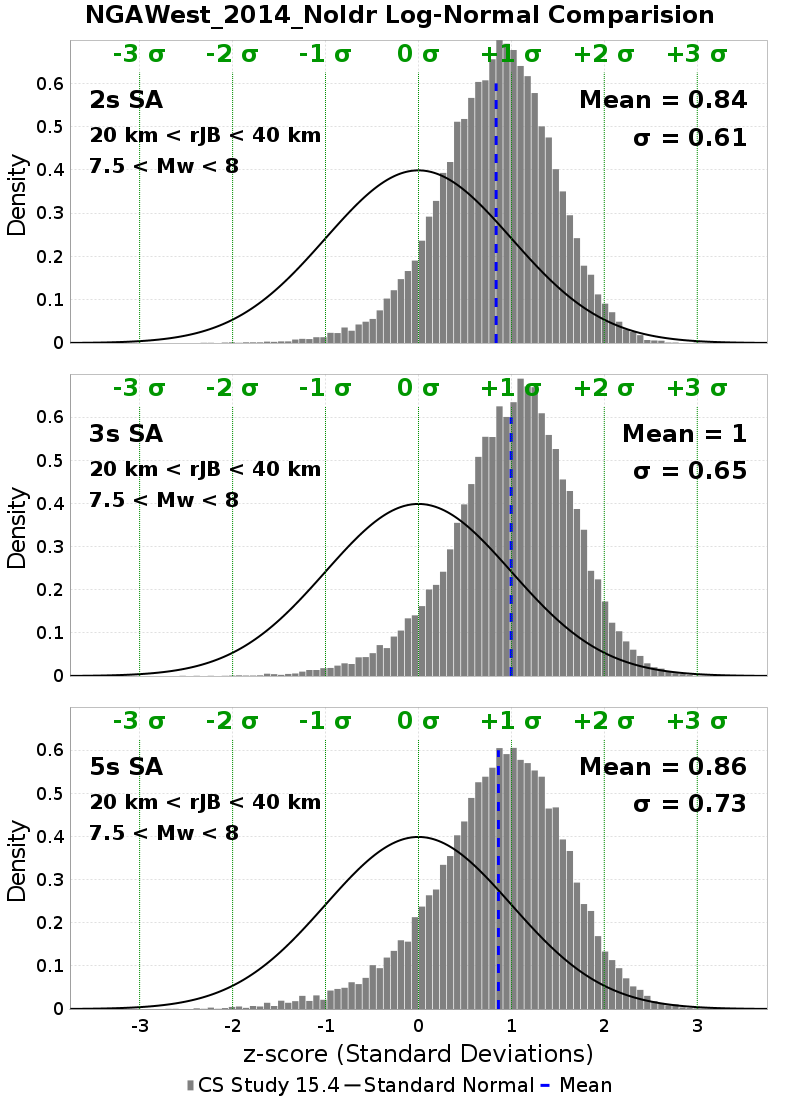 NGAWest_2014_NoIdr Log-Normal Comparision
-3 σ -2 σ -1 σ 0 σ +1 σ +2 σ +3 σ
2s SA Mean = 0.84
20 km < rJB < 40 km σ = 0.61
7.5 < Mw < 8
Density
0.6
0.5
0.4
0.3
0.2
0.1
0
-3 σ -2 σ -1 σ 0 σ +1 σ +2 σ +3 σ
3s SA Mean = 1
20 km < rJB < 40 km σ = 0.65
7.5 < Mw < 8
Density
0.6
0.5
0.4
0.3
0.2
0.1
0
-3 σ -2 σ -1 σ 0 σ +1 σ +2 σ +3 σ
5s SA Mean = 0.86
20 km < rJB < 40 km σ = 0.73
7.5 < Mw < 8
Density
0.6
0.5
0.4
0.3
0.2
0.1
0
-3 -2 -1 0 1 2 3
z-score (Standard Deviations)
CS Study 15.4 Standard Normal Mean